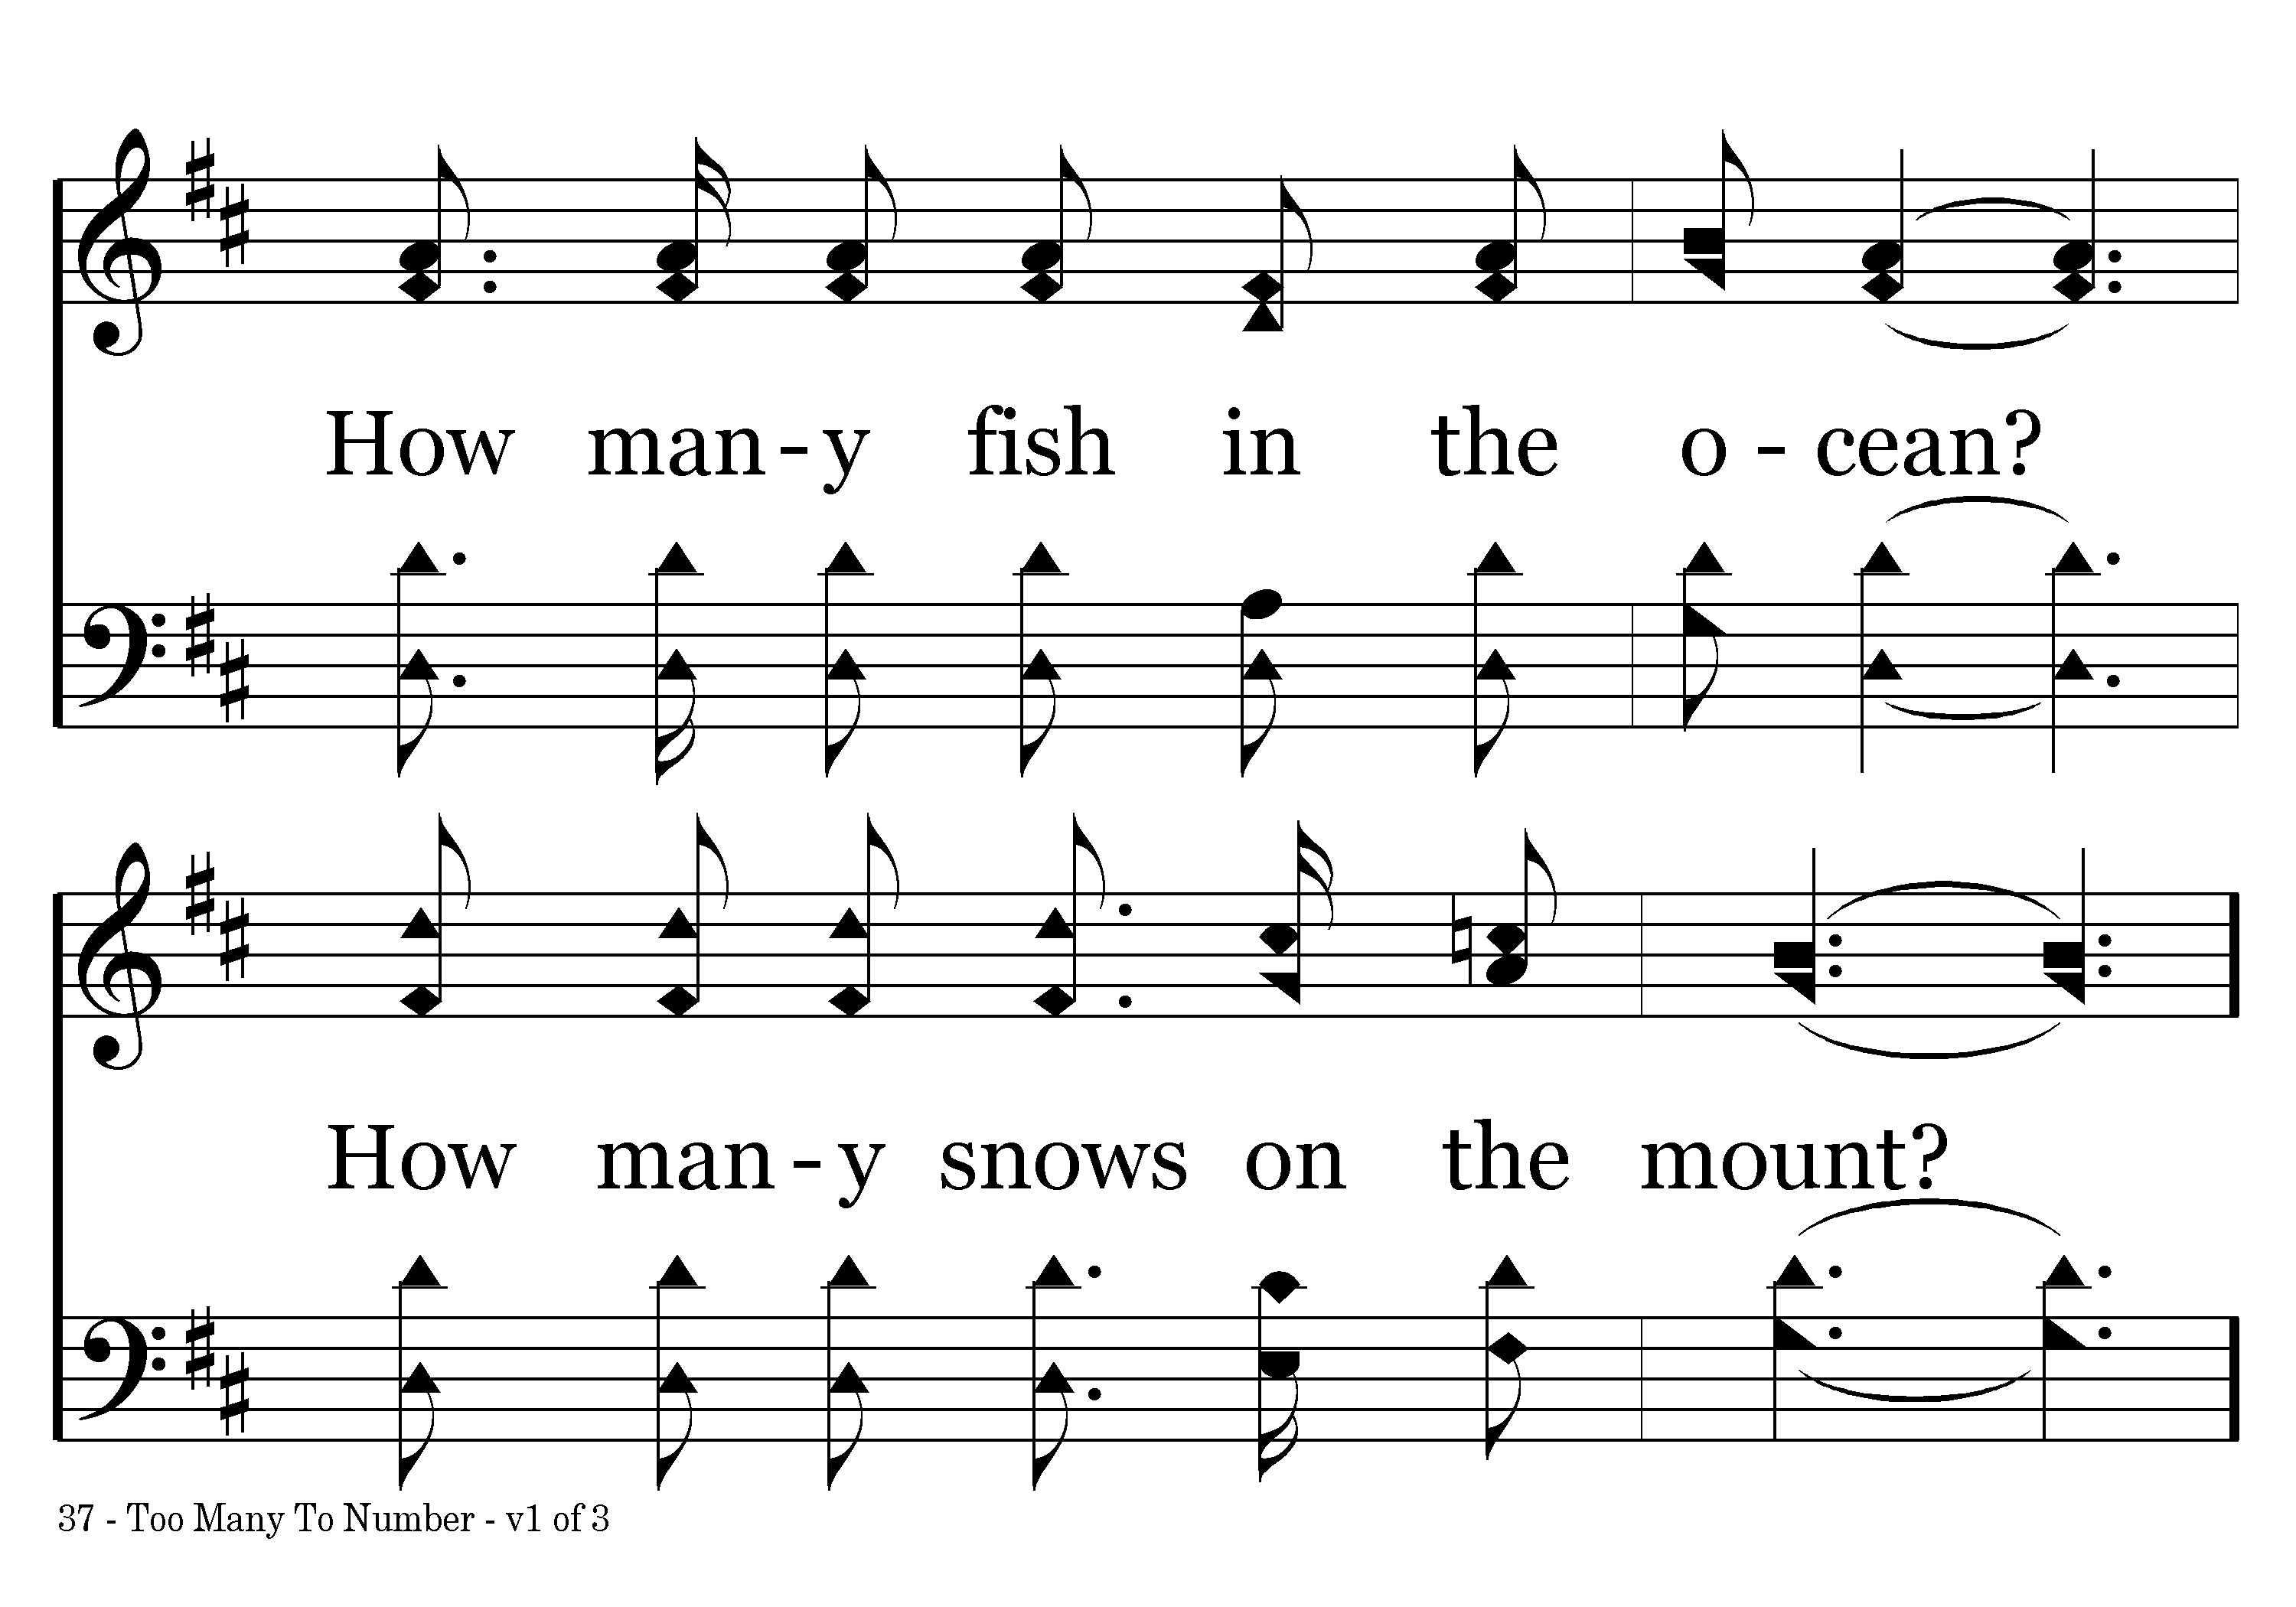 How man-y fish in the o-cean?
How man-y snows on the mount?
37 - Too Many To Number - v1 of 3